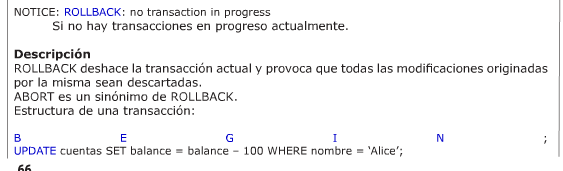 NOTICE: ROLLBACK: no transaction in progress
Si no hay transacciones en progreso actualmente.
Descripción
ROLLBACK deshace la transacción actual y provoca que todas las modificaciones originadas
por la misma sean descartadas.
ABORT es un sinónimo de ROLLBACK.
Estructura de una transacción:
B E G I N ;
UPDATE cuentas SET balance = balance – 100 WHERE nombre = ‘Alice’;
66